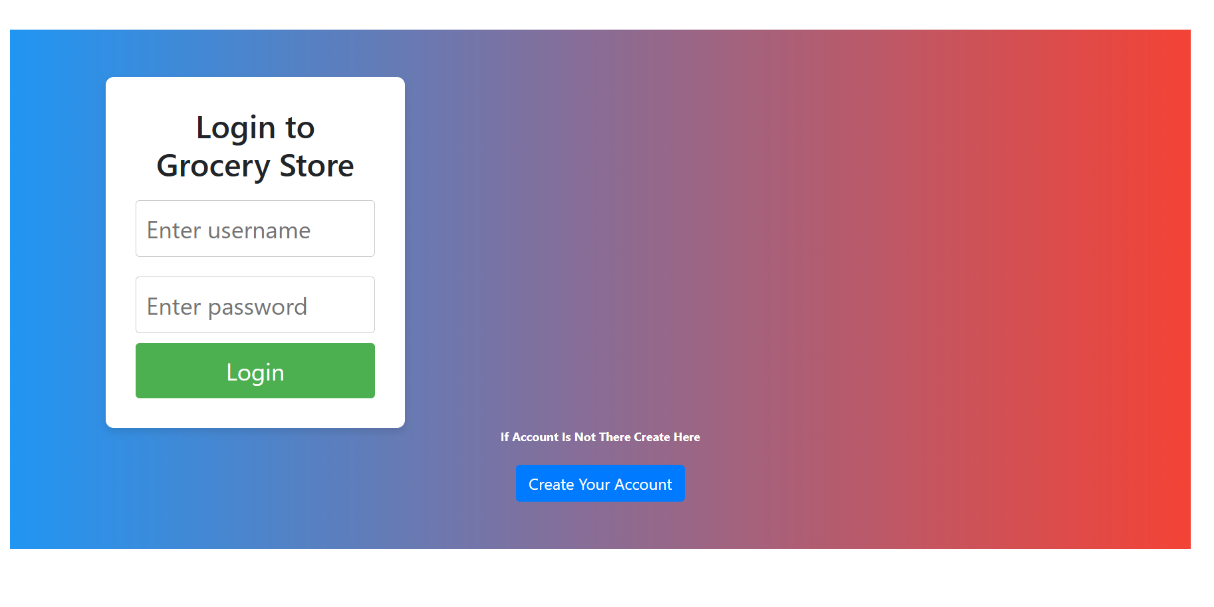 Login to
Grocery Store
Enter username
Enter password
Login
If Account Is Not There Create Here
Create Your Account